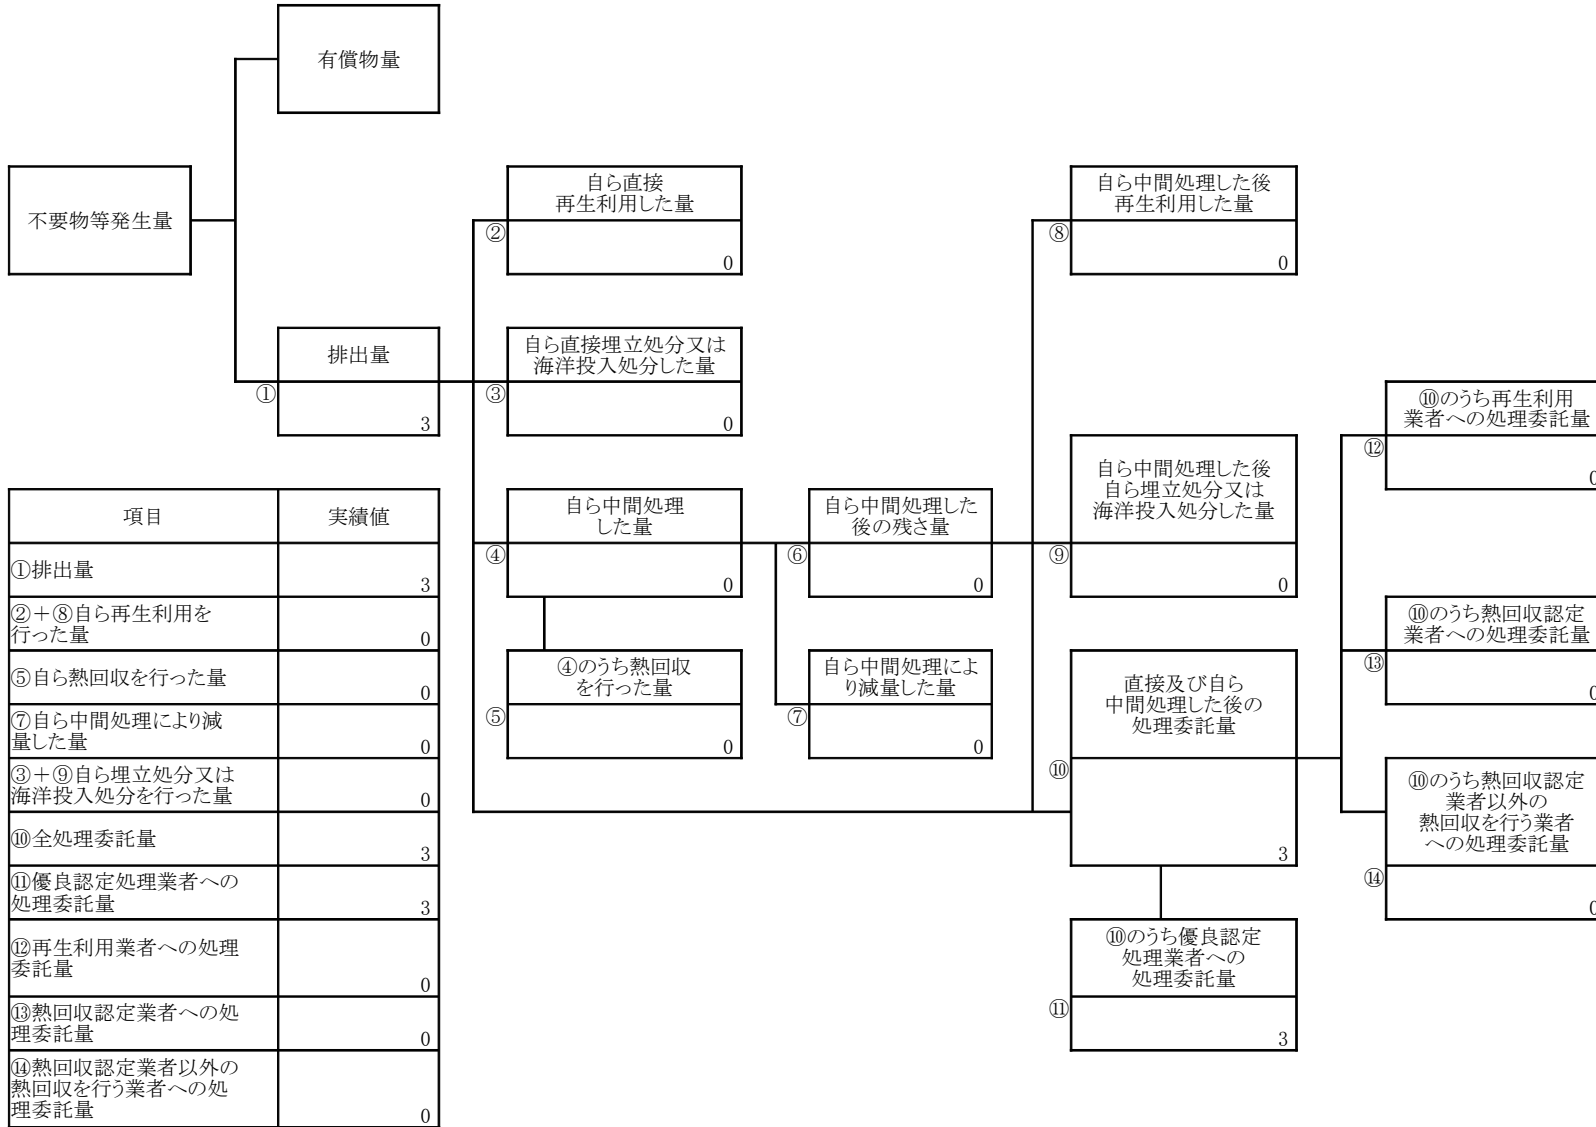 有償物量
不要物等発生量
自ら直接
再生利用した量
②
0
自ら中間処理した後
再生利用した量
⑧
0
排出量
①
3
自ら直接埋立処分又は
海洋投入処分した量
③
0
⑩のうち再生利用
業者への処理委託量
⑫
0
自ら中間処理した後
自ら埋立処分又は
海洋投入処分した量
⑨
0
自ら中間処理
した量
④
0
自ら中間処理した
後の残さ量
⑥
0
⑩のうち熱回収認定
業者への処理委託量
⑬
0
④のうち熱回収
を行った量
⑤
0
自ら中間処理によ
り減量した量
⑦
0
直接及び自ら
中間処理した後の
処理委託量
⑩
3
⑩のうち熱回収認定
業者以外の
熱回収を行う業者
への処理委託量
⑭
0
⑩のうち優良認定
処理業者への
処理委託量
⑪
3
項目 実績値
①排出量
3
②＋⑧自ら再生利用を
行った量
0
⑤自ら熱回収を行った量
0
⑦自ら中間処理により減
量した量
0
③＋⑨自ら埋立処分又は
海洋投入処分を行った量
0
⑩全処理委託量
3
⑪優良認定処理業者への
処理委託量
3
⑫再生利用業者への処理
委託量
0
⑬熱回収認定業者への処
理委託量
0
⑭熱回収認定業者以外の
熱回収を行う業者への処
理委託量
0